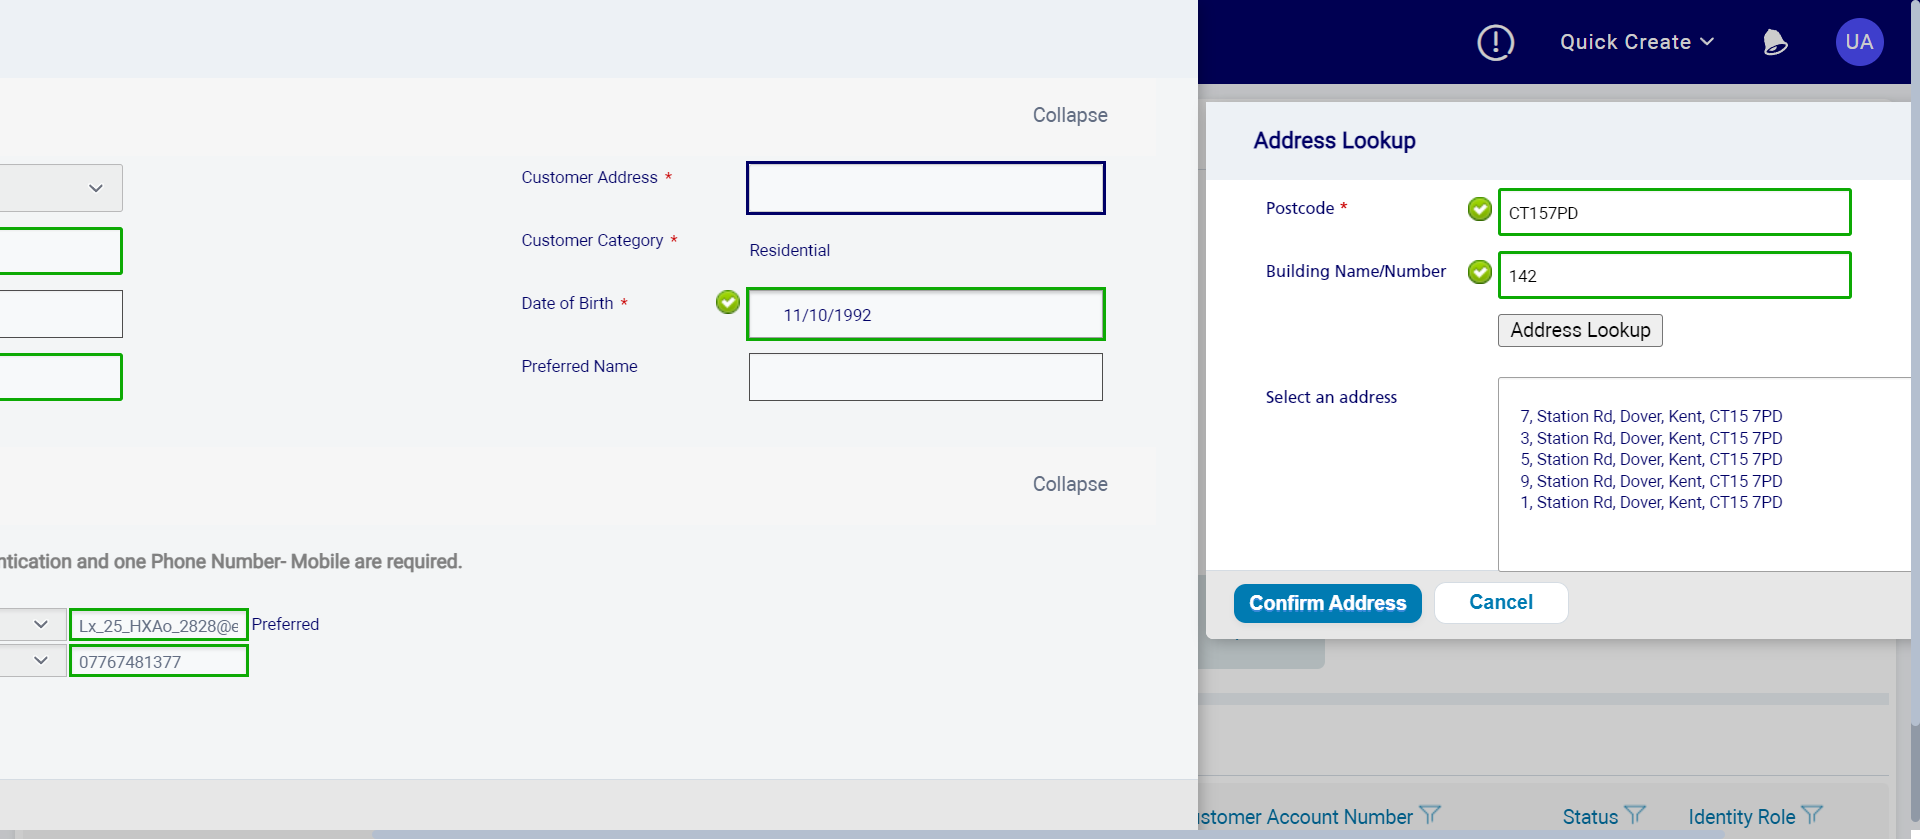 Quick Create
UA
Collapse
Address Lookup
Customer Address *
Postcode *
CT157PD
Customer Category *
Residential
Building Name/Number
142
Date of Birth *
11/10/1992
Address Lookup
Preferred Name
Select an address
7, Station Rd, Dover, Kent, CT15 7PD
3, Station Rd, Dover, Kent, CT15 7PD
5, Station Rd, Dover, Kent, CT15 7PD
9, Station Rd, Dover, Kent, CT15 7PD
1, Station Rd, Dover, Kent, CT15 7PD
Collapse
ntication and one Phone Number- Mobile are required.
Confirm Address
Cancel
Lx_25_HXAo_2828@e
Preferred
07767481377
stomer Account Number
Status
Identity Role